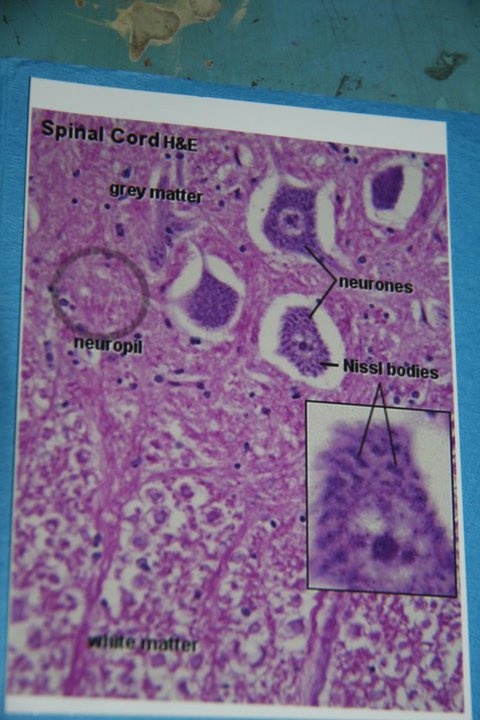 Spinal Cord H&E
grey matter
neurones
neuropil
Nissl bodies
white matter